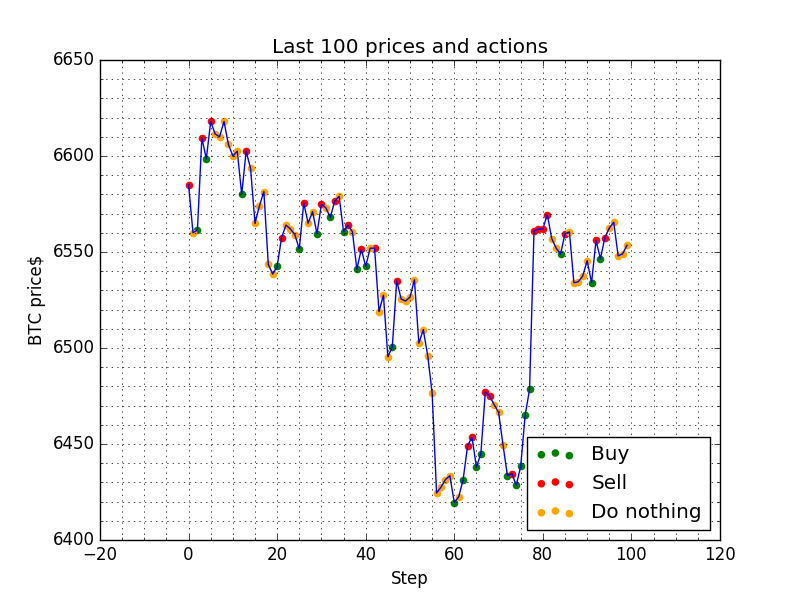 Last 100 prices and actions
BTC price$
6650
6600
6550
6500
6450
6400
Buy
Sell
Do nothing
−20 0 20 40 60 80 100 120
Step